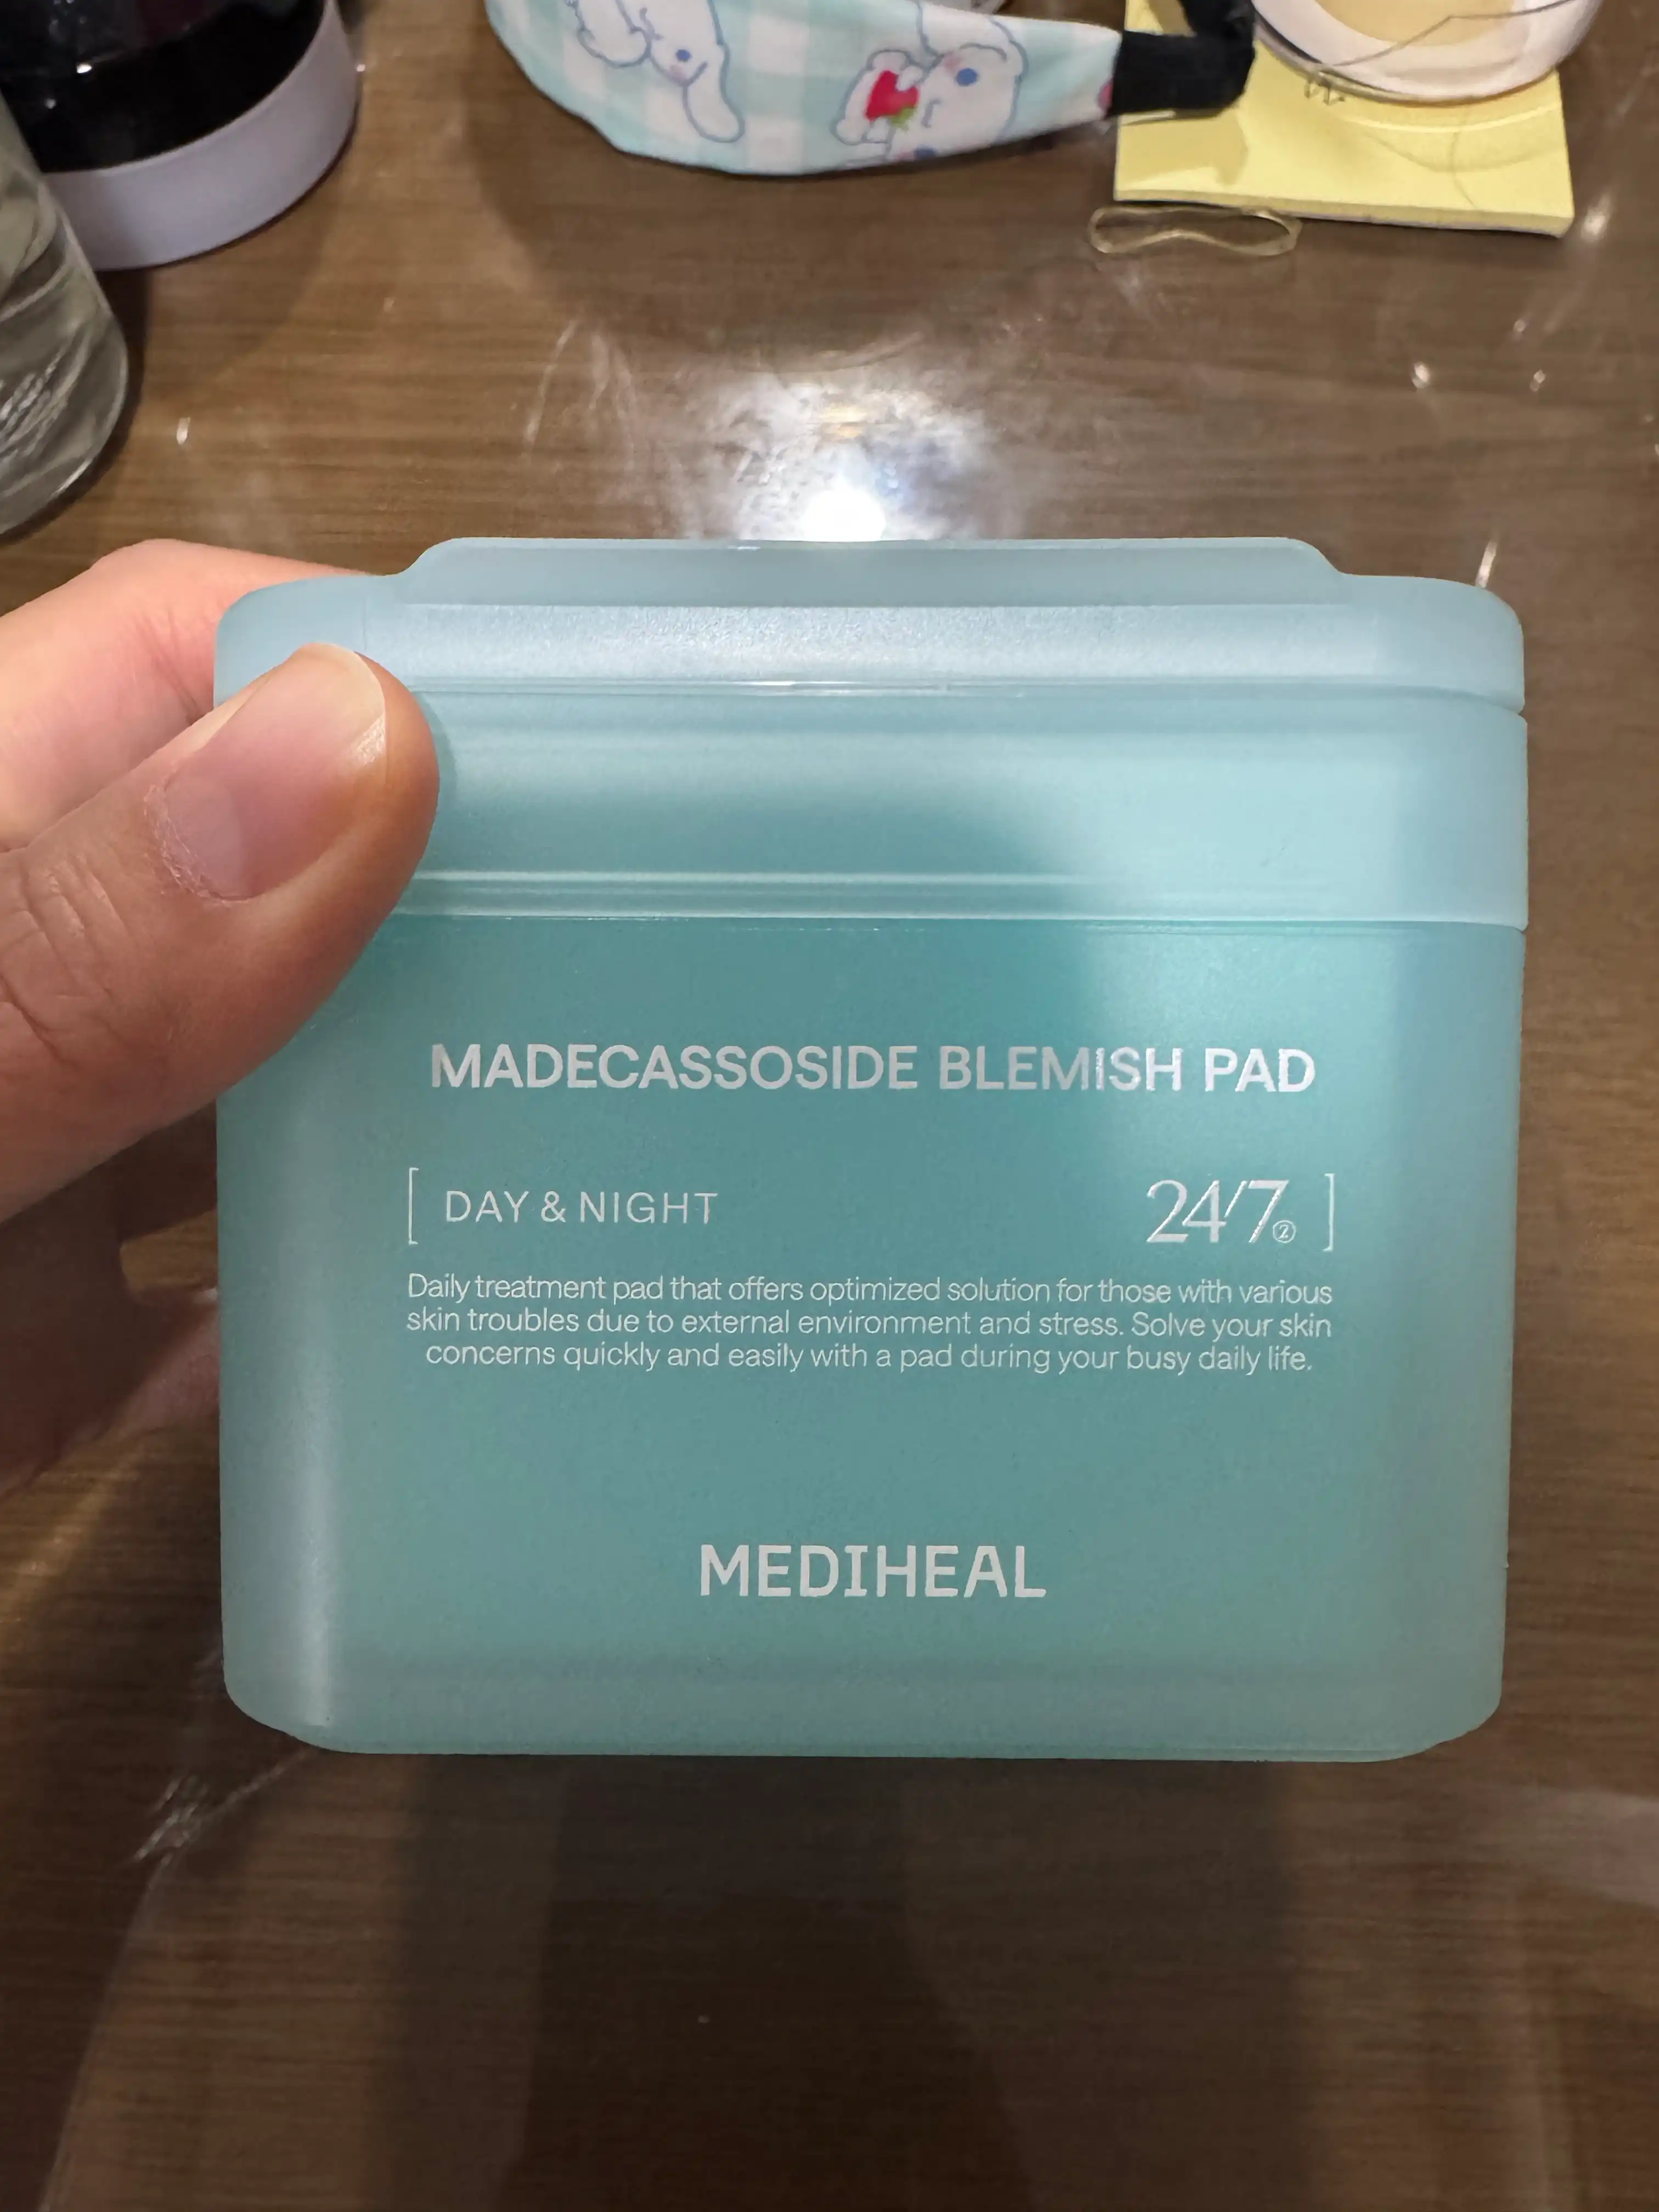 MADECASSOSIDE BLEMISH PAD
[ DAY & NIGHT 24/7② ]
Daily treatment pad that offers optimized solution for those with various
skin troubles due to external environment and stress. Solve your skin
concerns quickly and easily with a pad during your busy daily life.
MEDIHEAL